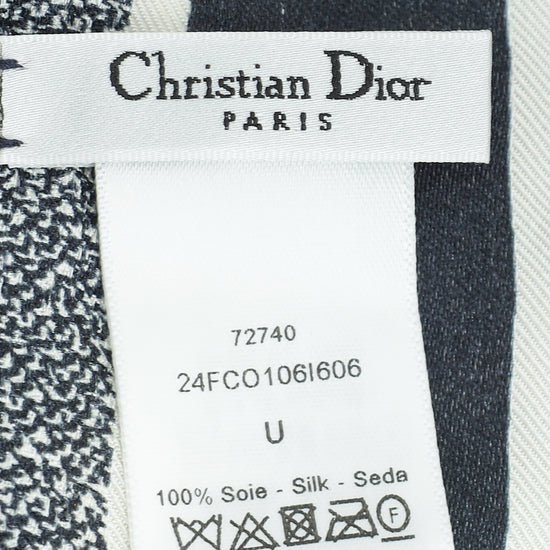 Christian Dior
PARIS
72740
24FCO106I606
U
100% Soie - Silk - Seda
F